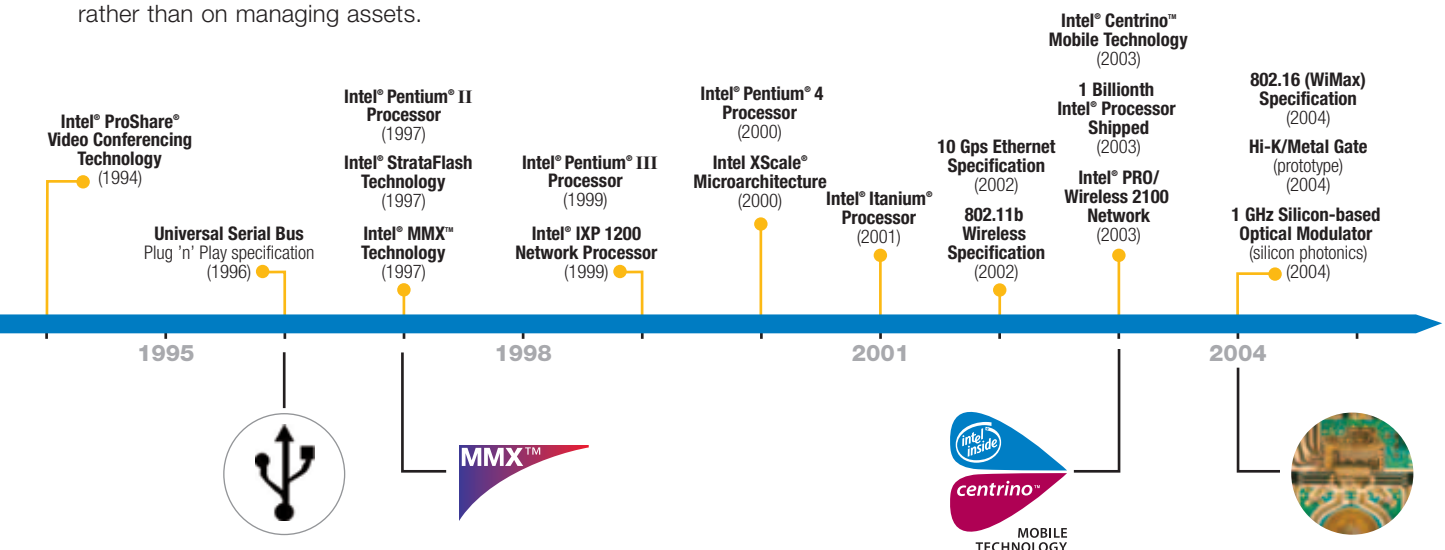 rather than on managing assets.
Intel® ProShare®
Video Conferencing
Technology
(1994)
Universal Serial Bus
Plug 'n' Play specification
(1996)
Intel® Pentium® II
Processor
(1997)
Intel® StrataFlash
Technology
(1997)
Intel® MMX™
Technology
(1997)
Intel® Pentium® III
Processor
(1999)
Intel® IXP 1200
Network Processor
(1999)
Intel® Pentium® 4
Processor
(2000)
Intel XScale®
Microarchitecture
(2000)
Intel® Itanium®
Processor
(2001)
10 Gps Ethernet
Specification
(2002)
802.11b
Wireless
Specification
(2002)
Intel® Centrino™
Mobile Technology
(2003)
1 Billionth
Intel® Processor
Shipped
(2003)
Intel® PRO/
Wireless 2100
Network
(2003)
802.16 (WiMax)
Specification
(2004)
Hi-K/Metal Gate
(prototype)
(2004)
1 GHz Silicon-based
Optical Modulator
(silicon photonics)
(2004)
1995
1998
2001
2004
MMX™
intel™
inside
centrino™
MOBILE
TECHNOLOGY